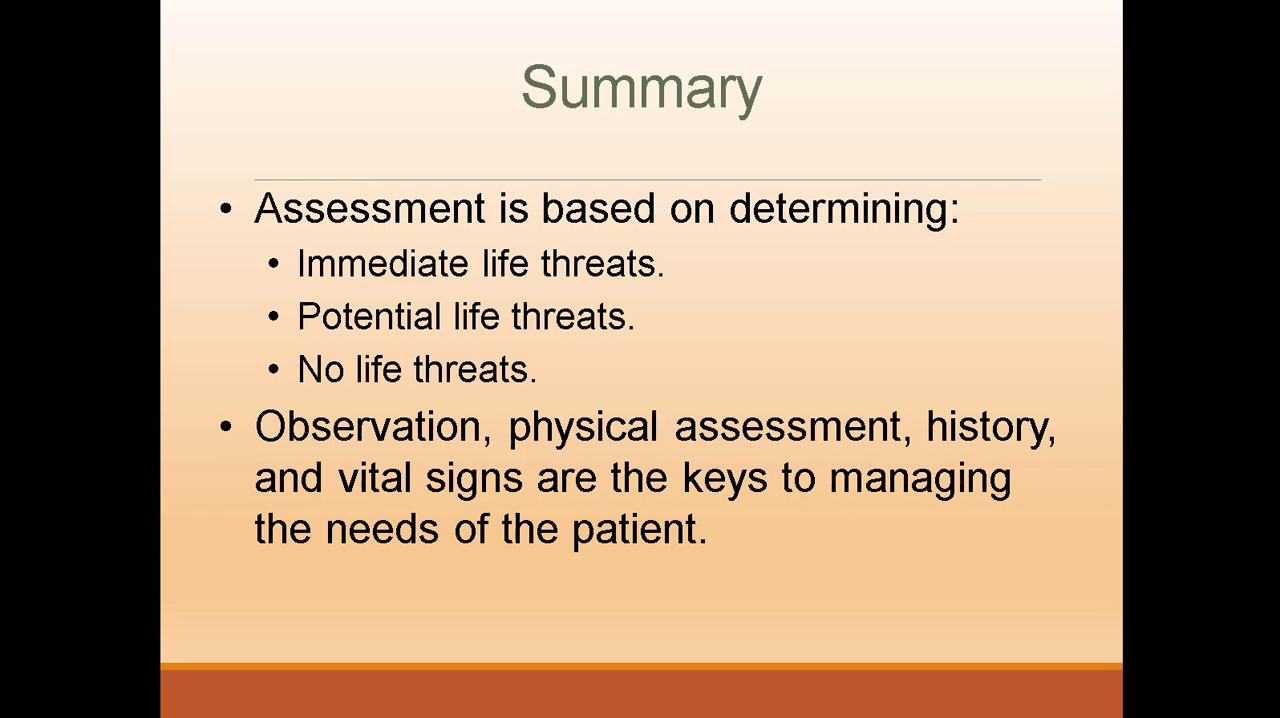 Summary
• Assessment is based on determining:
• Immediate life threats.
• Potential life threats.
• No life threats.
• Observation, physical assessment, history,
and vital signs are the keys to managing
the needs of the patient.